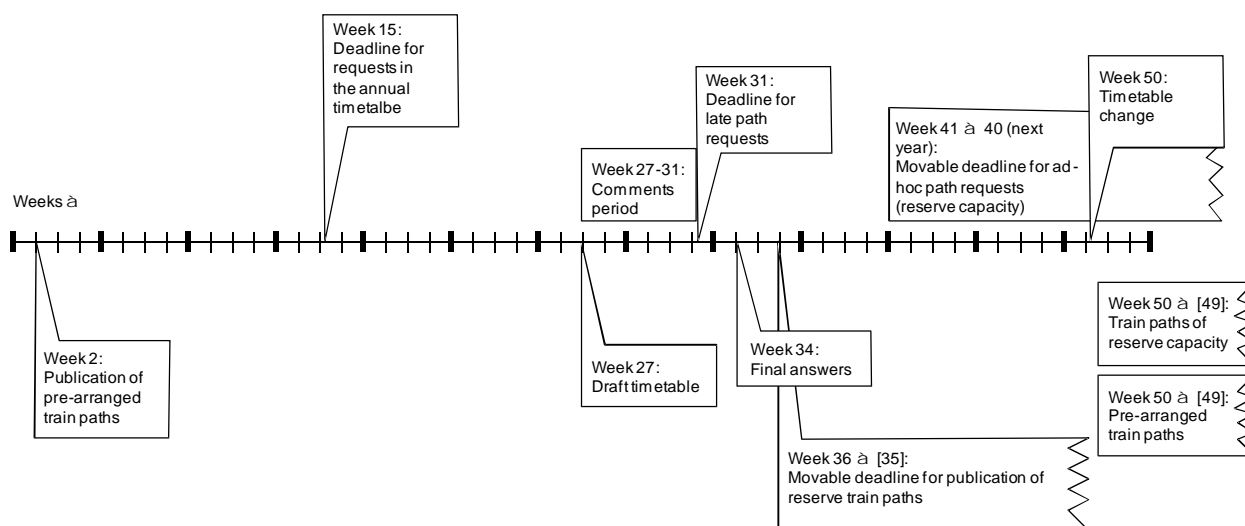 Week 15:
Deadline for
requests in
the annual
timetalbe
Week 31:
Deadline for
late path
requests
Week 50:
Timetable
change
Week 41 à 40 (next
year):
Movable deadline for ad-
hoc path requests
(reserve capacity)
Week 27-31:
Comments
period
Weeks à
Week 2:
Publication of
pre-arranged
train paths
Week 27:
Draft timetable
Week 34:
Final answers
Week 36 à [35]:
Movable deadline for publication of
reserve train paths
Week 50 à [49]:
Train paths of
reserve capacity
Week 50 à [49]:
Pre-arranged
train paths